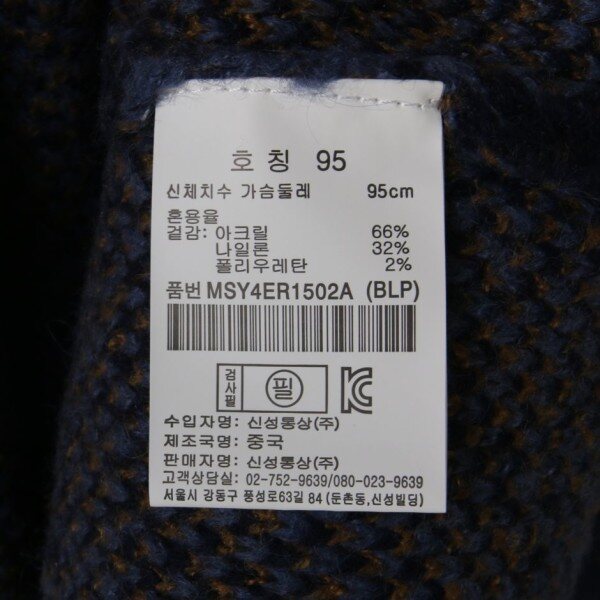 호 칭 95
신체치수 가슴둘레 95cm
혼용율
겉감: 아크릴 66%
나일론 32%
폴리우레탄 2%
품번 MSY4ER1502A (BLP)
검사필 필 KC
수입자명: 신성통상(주)
제조국명: 중국
판매자명: 신성통상(주)
고객상담실: 02-752-9639/080-023-9639
서울시 강동구 풍성로63길 84 (둔촌동,신성빌딩)